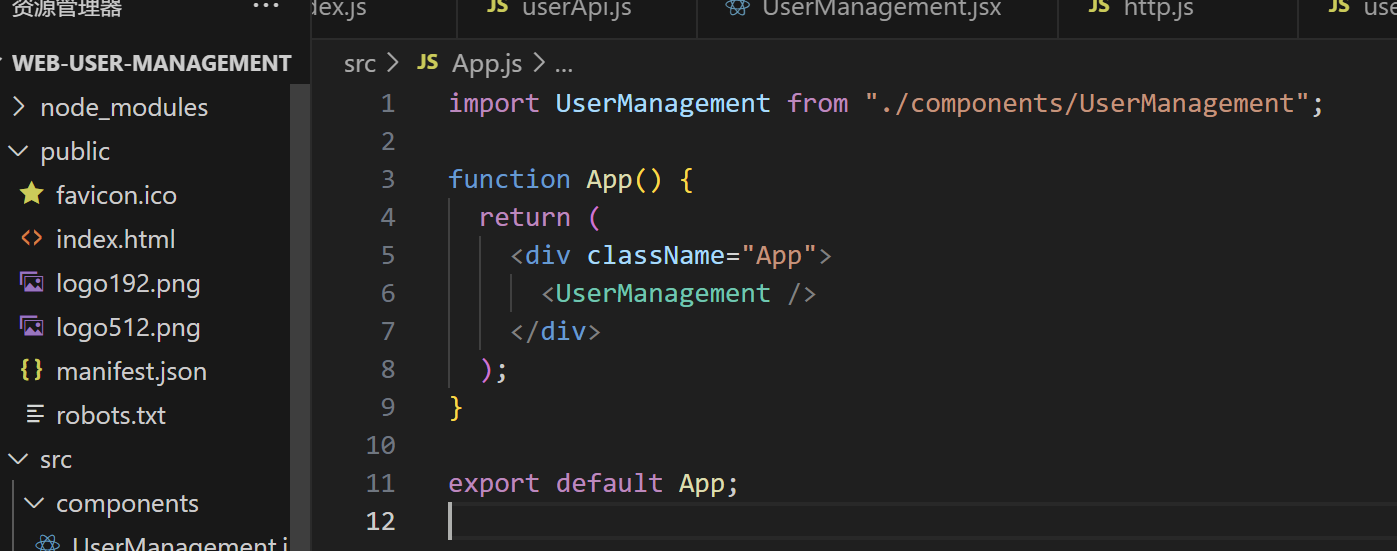 资源管理器 ...
WEB-USER-MANAGEMENT
node_modules
public
favicon.ico
index.html
logo192.png
logo512.png
manifest.json
robots.txt
src
components
UserManagement.j
dex.js JS userApi.js UserManagement.jsx JS http.js JS use
src > JS App.js > ...
1 import UserManagement from "./components/UserManagement";
2
3 function App() {
4 return (
5 <div className="App">
6 <UserManagement />
7 </div>
8 );
9 }
10
11 export default App;
12